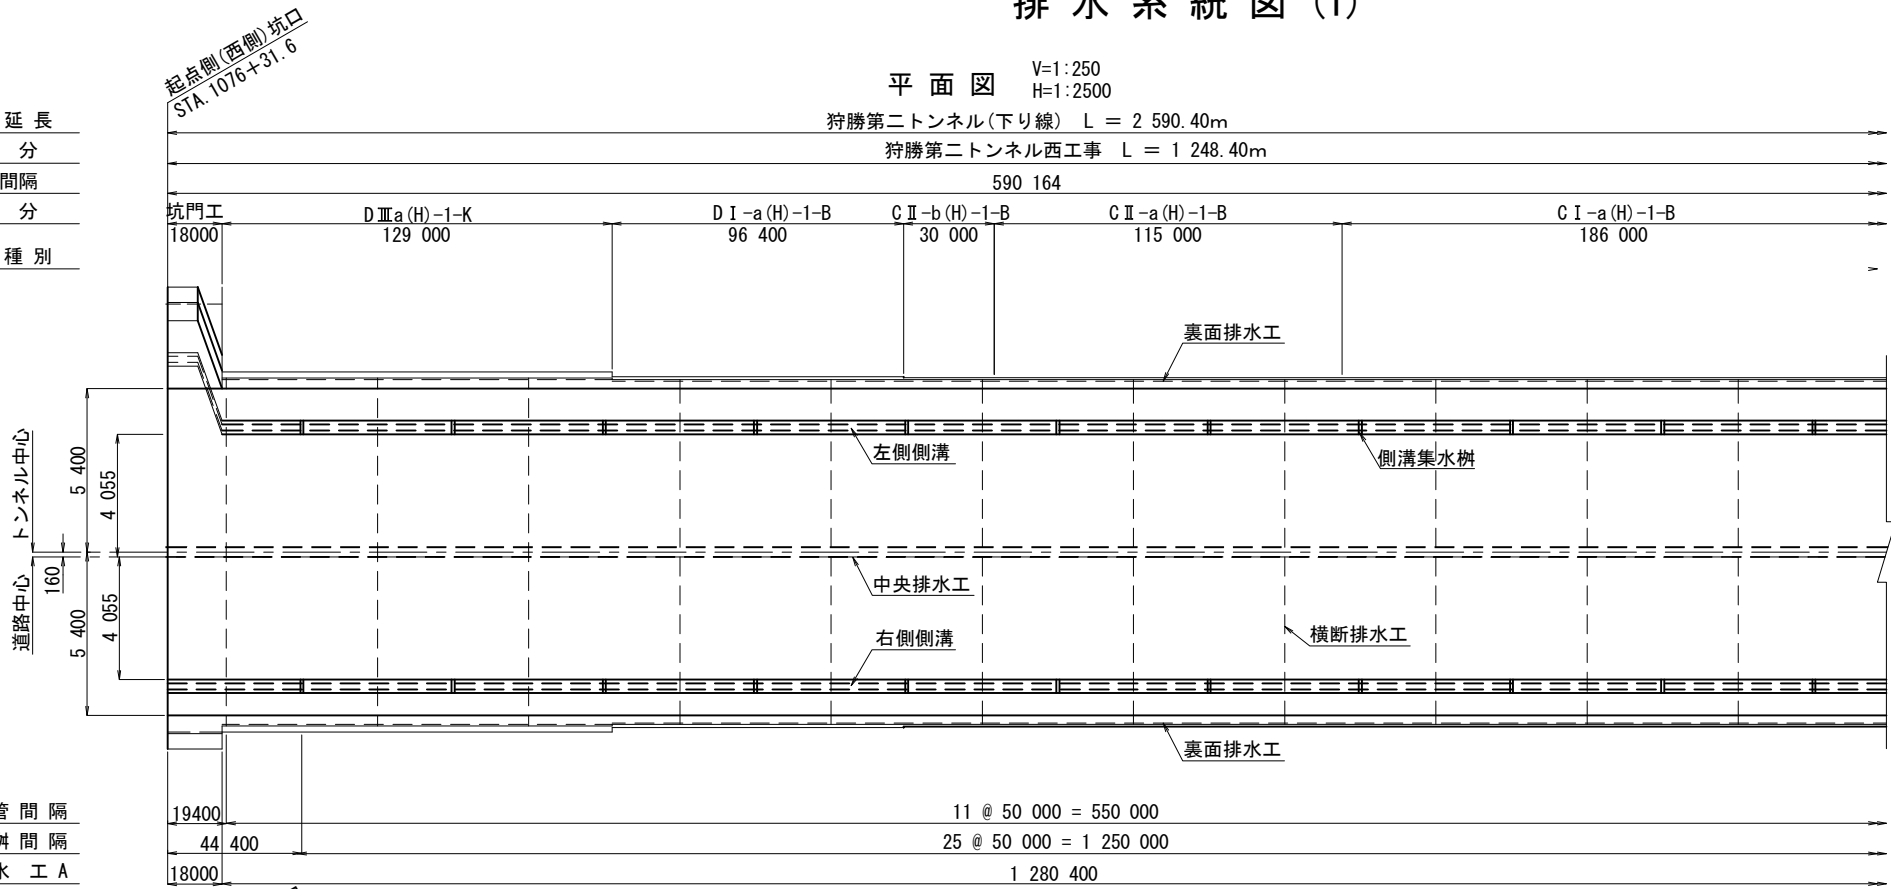 排水系統図(1)
起点側(西側)坑口
STA.1076+31.6
平面図
V=1:250
H=1:2500
延長
狩勝第二トンネル(下り線) L = 2 590.40m
分
狩勝第二トンネル西工事 L = 1 248.40m
間隔
590 164
分
坑門工
DⅢa(H)-1-K
DⅠ-a(H)-1-B
CⅡ-b(H)-1-B
CⅡ-a(H)-1-B
CⅠ-a(H)-1-B
18000
129 000
96 400
30 000
115 000
186 000
種別
裏面排水工
左側側溝
側溝集水桝
トンネル中心
5 400
4 055
160
道路中心
5 400
4 055
中央排水工
右側側溝
横断排水工
裏面排水工
管間隔
19400
11 @ 50 000 = 550 000
桝間隔
44 400
25 @ 50 000 = 1 250 000
水工A
18000
1 280 400